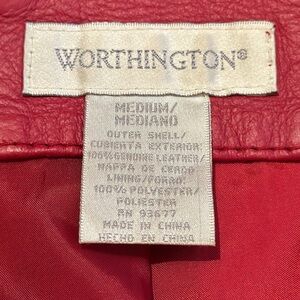 WORTHINGTON®
MEDIUM/
MEDIANO
OUTER SHELL/
CUBIERTA EXTERIOR
100% GENUINE LEATHER/
NAPPA DE CERDO
LINING/FORRO
100% POLYESTER/
POLIESTER
RN 93677
MADE IN CHINA
HECHO EN CHINA